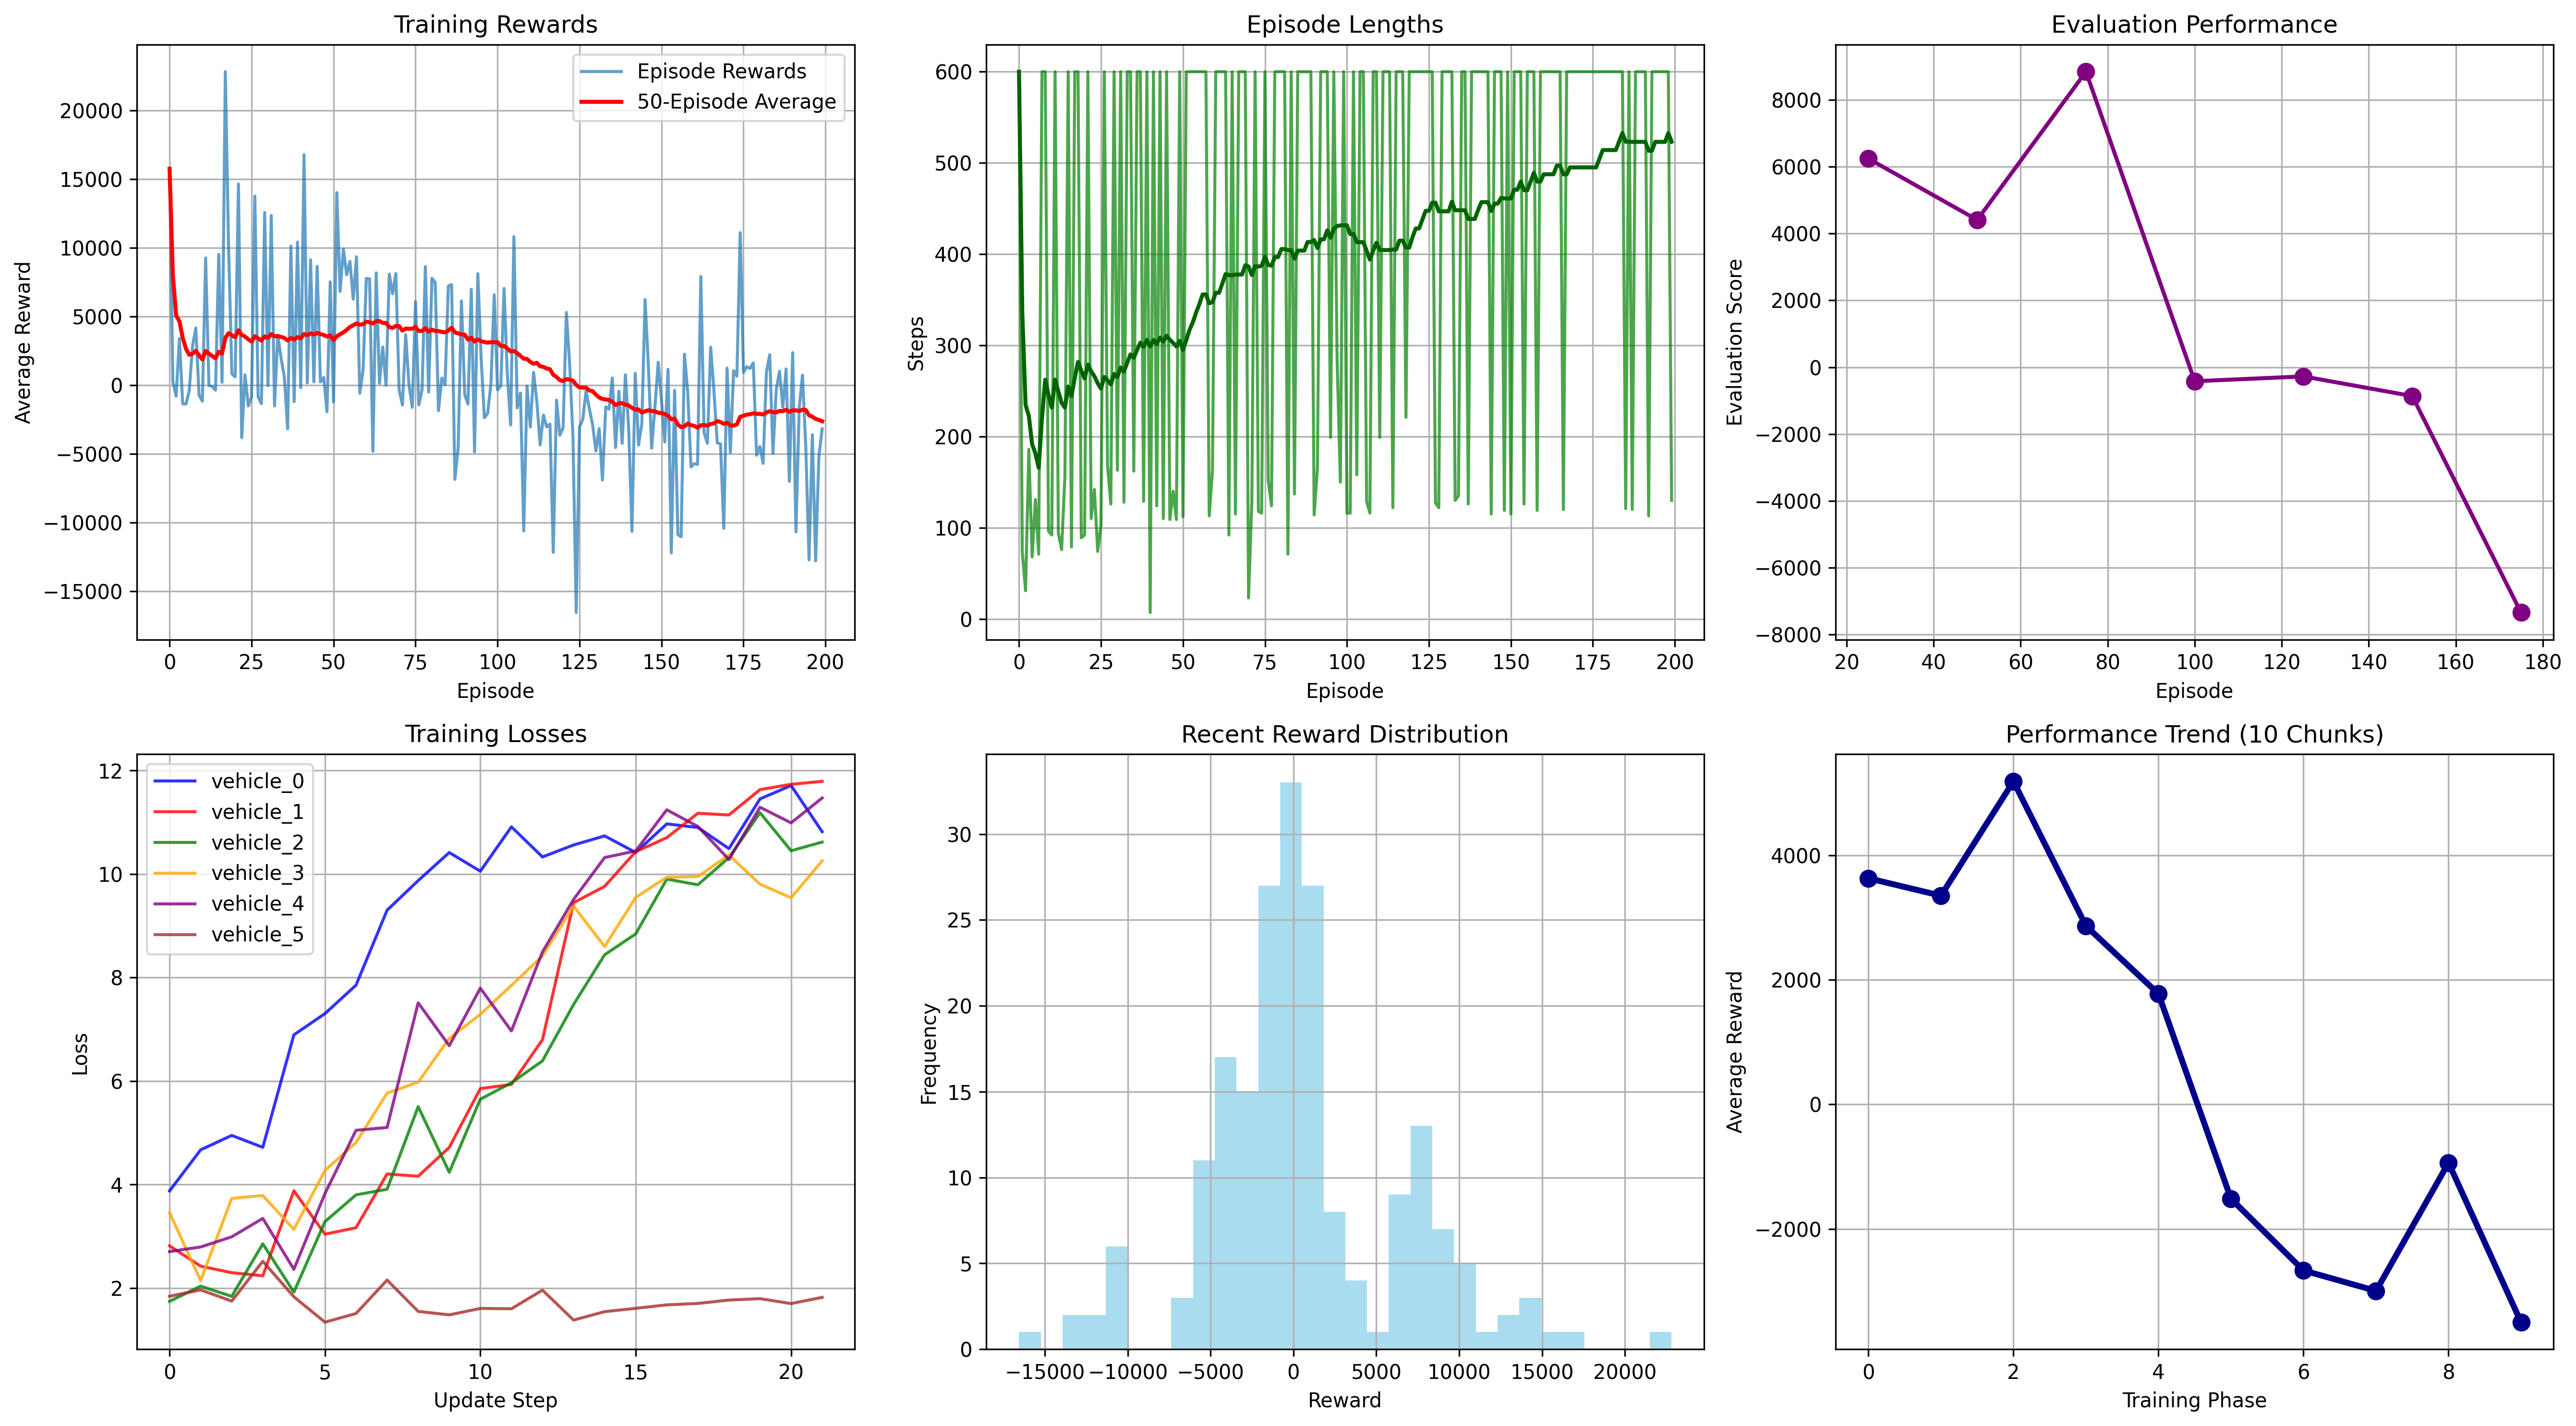 Training Rewards
Average Reward
20000
15000
10000
5000
0
−5000
−10000
−15000
Episode Rewards
50-Episode Average
0 25 50 75 100 125 150 175 200
Episode
Episode Lengths
Steps
600
500
400
300
200
100
0
0 25 50 75 100 125 150 175 200
Episode
Evaluation Performance
Evaluation Score
8000
6000
4000
2000
0
−2000
−4000
−6000
−8000
20 40 60 80 100 120 140 160 180
Episode
Training Losses
Loss
12
10
8
6
4
2
vehicle_0
vehicle_1
vehicle_2
vehicle_3
vehicle_4
vehicle_5
0 5 10 15 20
Update Step
Recent Reward Distribution
Frequency
30
25
20
15
10
5
0
−15000 −10000 −5000 0 5000 10000 15000 20000
Reward
Performance Trend (10 Chunks)
Average Reward
4000
2000
0
−2000
0 2 4 6 8
Training Phase